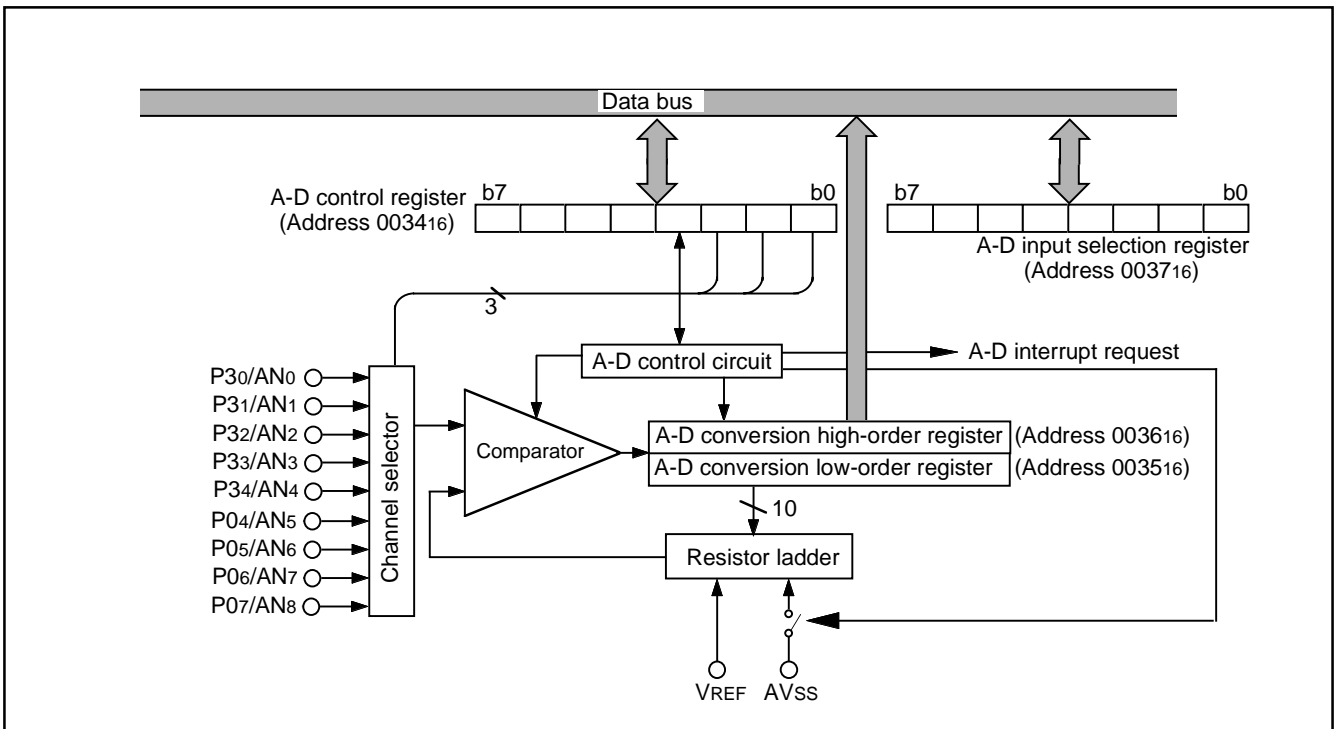 Data bus
A-D control register
(Address 003416)
b7 b0
b7 b0
A-D input selection register
(Address 003716)
3
A-D control circuit
A-D interrupt request
P30/AN0
P31/AN1
P32/AN2
P33/AN3
P34/AN4
P04/AN5
P05/AN6
P06/AN7
P07/AN8
Channel selector
Comparator
A-D conversion high-order register (Address 003616)
A-D conversion low-order register (Address 003516)
10
Resistor ladder
VREF AVSS